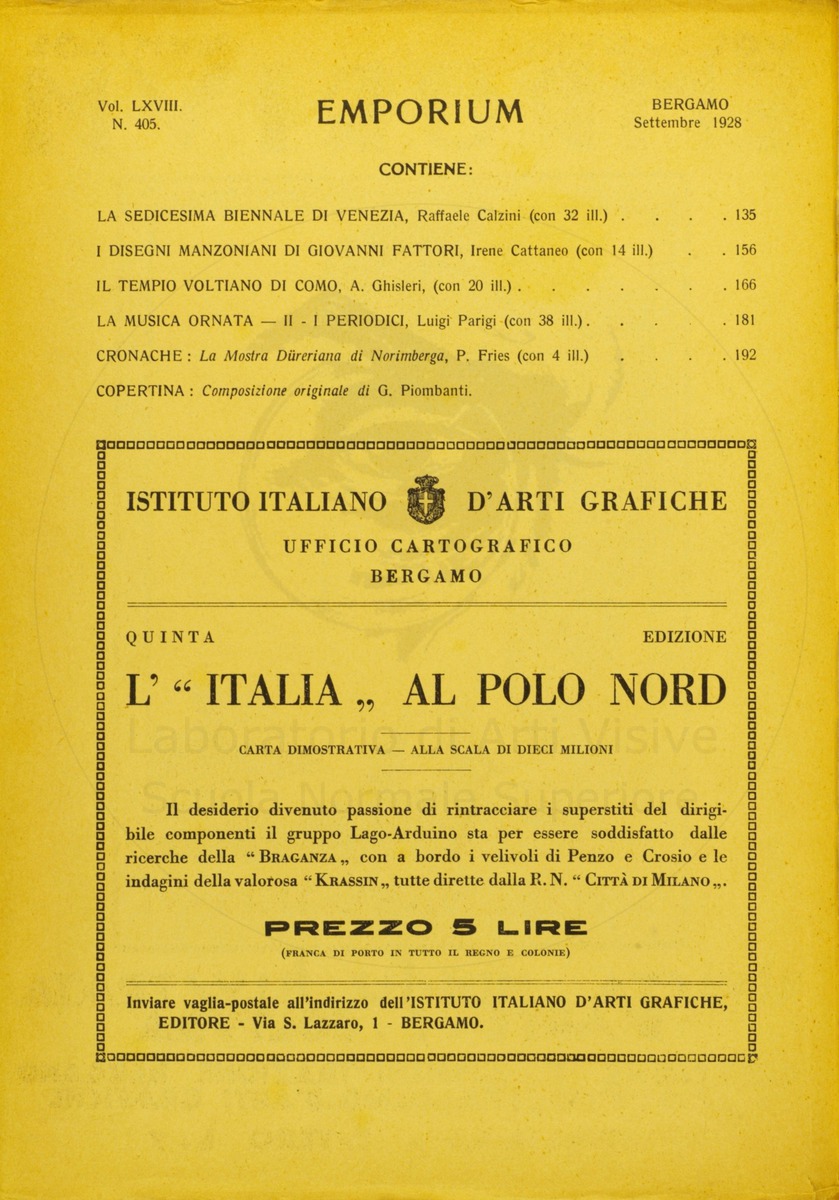 Vol. LXVIII.
N. 405.
EMPORIUM
BERGAMO
Settembre 1928
CONTIENE:
LA SEDICESIMA BIENNALE DI VENEZIA, Raffaele Calzini (con 32 ill.) . . . . 135
I DISEGNI MANZONIANI DI GIOVANNI FATTORI, Irene Cattaneo (con 14 ill.) . . 156
IL TEMPIO VOLTIANO DI COMO, A. Ghisleri, (con 20 ill.) . . . . . . . 166
LA MUSICA ORNATA — II - I PERIODICI, Luigi Parigi (con 38 ill.) . . . . 181
CRONACHE : La Mostra Düreriana di Norimberga, P. Fries (con 4 ill.) . . . . 192
COPERTINA : Composizione originale di G. Piombanti.
ISTITUTO ITALIANO D'ARTI GRAFICHE
UFFICIO CARTOGRAFICO
BERGAMO
QUINTA EDIZIONE
L' “ ITALIA „ AL POLO NORD
CARTA DIMOSTRATIVA — ALLA SCALA DI DIECI MILIONI
Il desiderio divenuto passione di rintracciare i superstiti del dirigi-
bile componenti il gruppo Lago-Arduino sta per essere soddisfatto dalle
ricerche della “ BRAGANZA „ con a bordo i velivoli di Penzo e Crosio e le
indagini della valorosa “ KRASSIN „ tutte dirette dalla R. N. “ CITTÀ DI MILANO „.
PREZZO 5 LIRE
(FRANCA DI PORTO IN TUTTO IL REGNO E COLONIE)
Inviare vaglia-postale all'indirizzo dell'ISTITUTO ITALIANO D'ARTI GRAFICHE,
EDITORE - Via S. Lazzaro, 1 - BERGAMO.
Laboratorio di Arti Visive
Scuola Normale Superiore